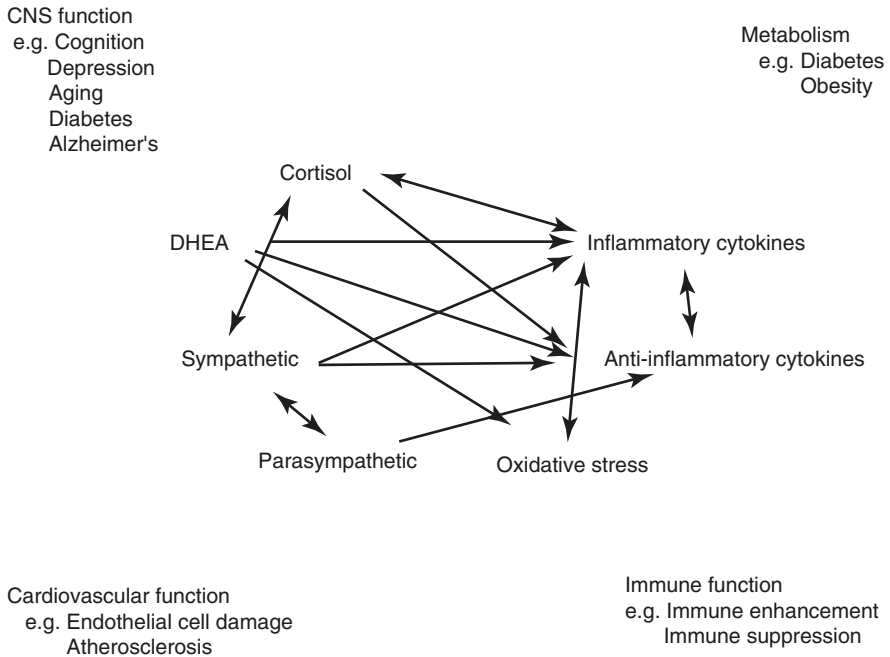 CNS function
e.g. Cognition
Depression
Aging
Diabetes
Alzheimer's
Metabolism
e.g. Diabetes
Obesity
Cortisol
DHEA
Inflammatory cytokines
Sympathetic
Anti-inflammatory cytokines
Parasympathetic
Oxidative stress
Cardiovascular function
e.g. Endothelial cell damage
Atherosclerosis
Immune function
e.g. Immune enhancement
Immune suppression